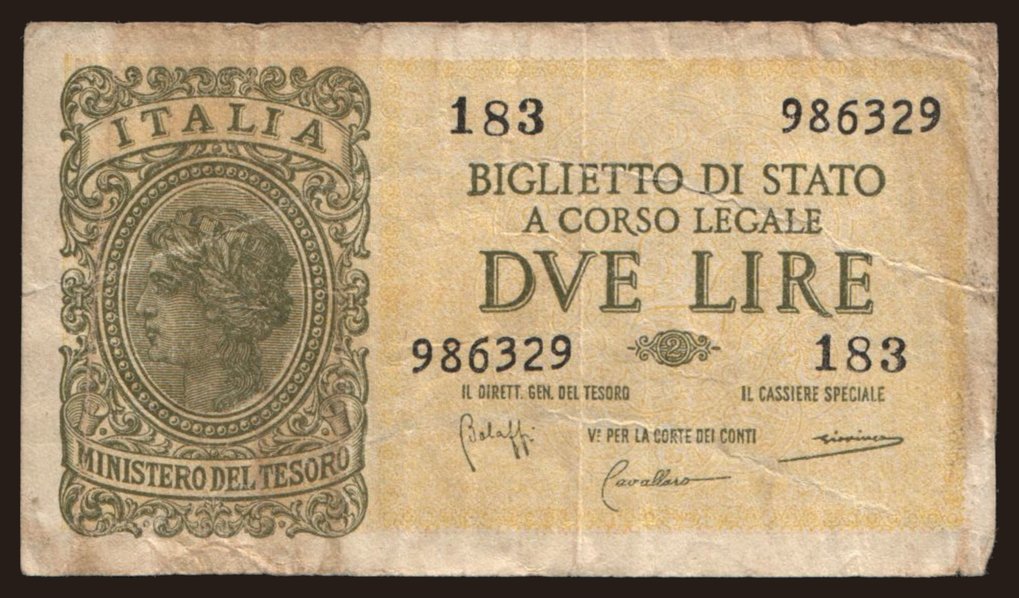 ITALIA
MINISTERO DEL TESORO
183 986329
BIGLIETTO DI STATO
A CORSO LEGALE
DVE LIRE
986329 2 183
IL DIRETT. GEN. DEL TESORO IL CASSIERE SPECIALE
Bolaffi
Vº PER LA CORTE DEI CONTI
Cavallaro